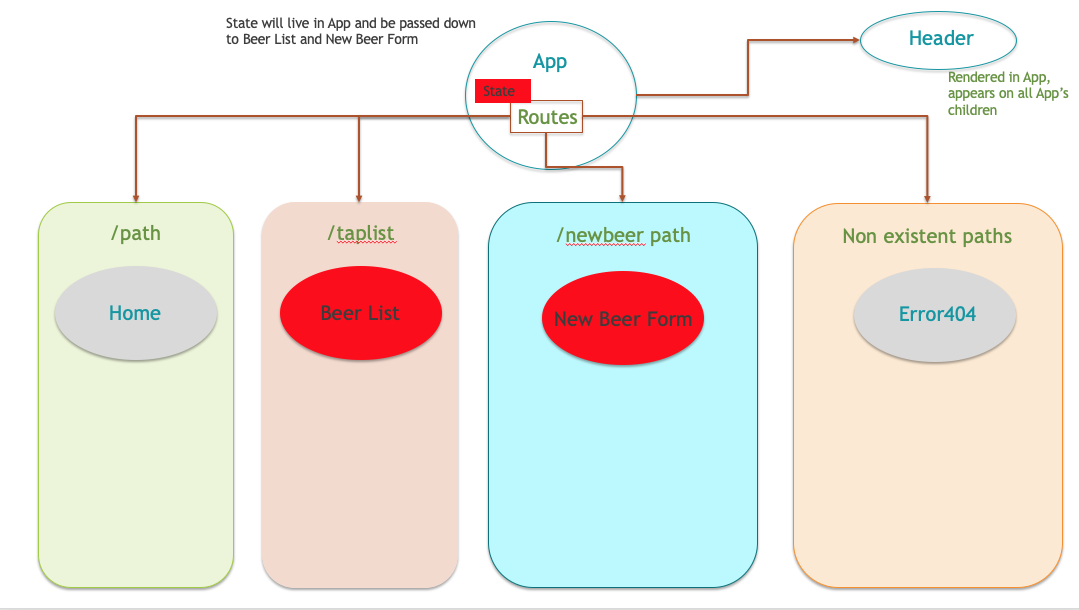 State will live in App and be passed down
to Beer List and New Beer Form
App
State
Routes
Header
Rendered in App,
appears on all App’s
children
/path
/taplist
/newbeer path
Non existent paths
Home
Beer List
New Beer Form
Error404